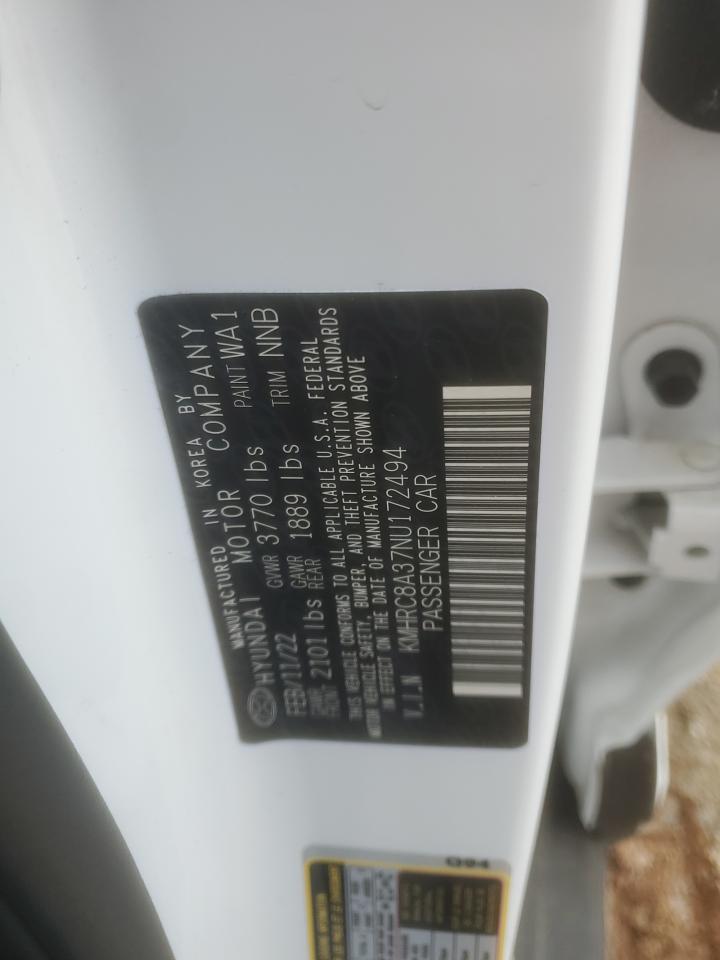 MANUFACTURED IN KOREA BY
HYUNDAI MOTOR COMPANY
FEB/11/22 GVWR 3770 lbs PAINT WA1
GAWR FRONT 2101 lbs GAWR REAR 1889 lbs TRIM NNB
THIS VEHICLE CONFORMS TO ALL APPLICABLE U.S.A. FEDERAL
MOTOR VEHICLE SAFETY, BUMPER, AND THEFT PREVENTION STANDARDS
IN EFFECT ON THE DATE OF MANUFACTURE SHOWN ABOVE
V.I.N KMHRC8A37NU172494
PASSENGER CAR
Q94